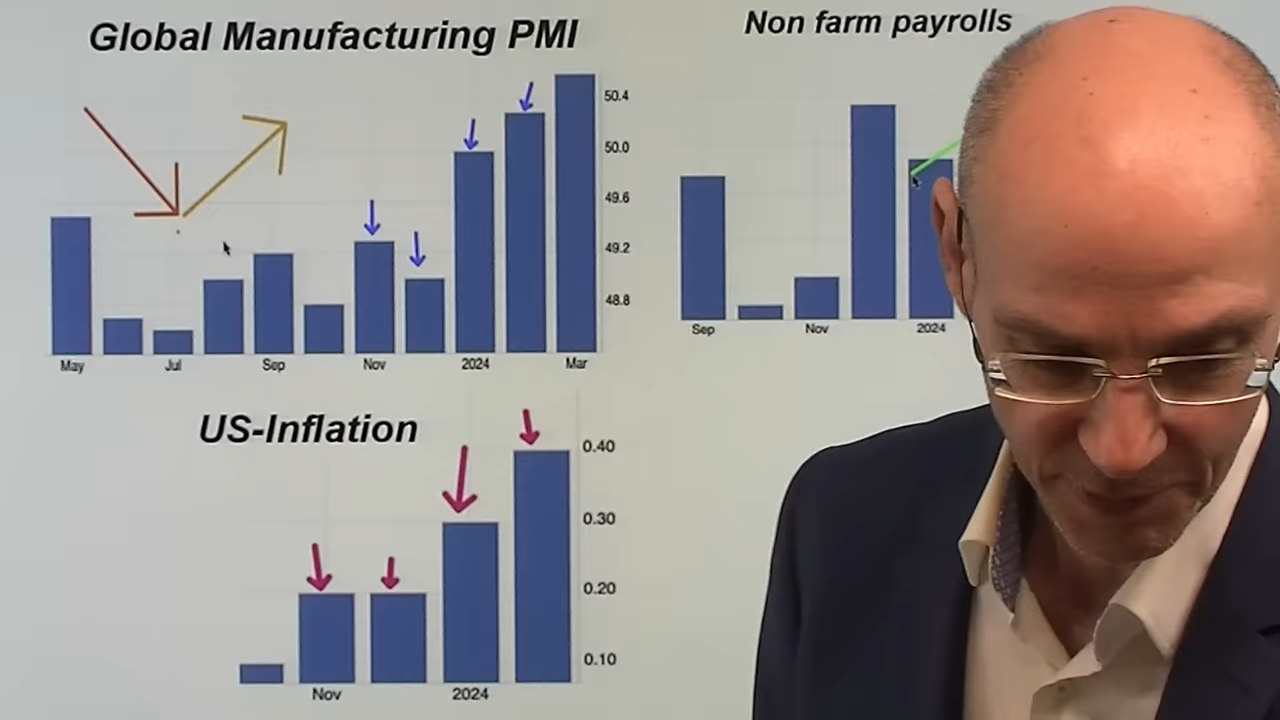 Global Manufacturing PMI
50.4
50.0
49.6
49.2
48.8
May Jul Sep Nov 2024 Mar
Non farm payrolls
Sep Nov 2024
US-Inflation
0.40
0.30
0.20
0.10
Nov 2024